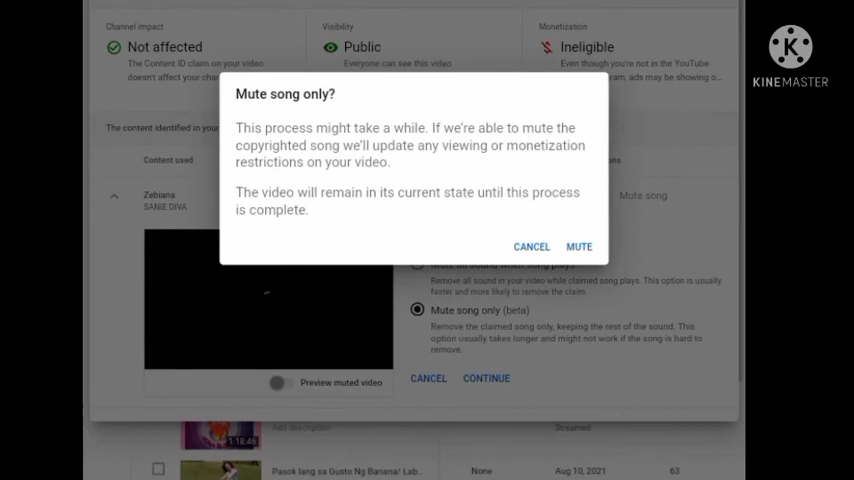 Channel impact
Visibility
Monetization
Not affected
Public
Ineligible
The Content ID claim on your video
doesn't affect your
Everyone can see this video
Even though you're not in the YouTube
ads may be showing o...
K
KINEMASTER
Mute song only?
This process might take a while. If we're able to mute the
copyrighted song we'll update any viewing or monetization
restrictions on your video.
The video will remain in its current state until this process
is complete.
CANCEL
MUTE
The content identified in your
Content used
Zebiana
SANIE DIVA
Mute song
Mute all sound when song plays
Remove all sound in your video while claimed song plays. This option is usually
faster and more likely to remove the claim.
Mute song only (beta)
Remove the claimed song only, keeping the rest of the sound. This
option usually takes longer and might not work if the song is hard to
remove.
Preview muted video
CANCEL
CONTINUE
1:18:46
Add description
Streamed
Pasok lang sa Gusto Ng Banana/ Lab...
None
Aug 10, 2021
63